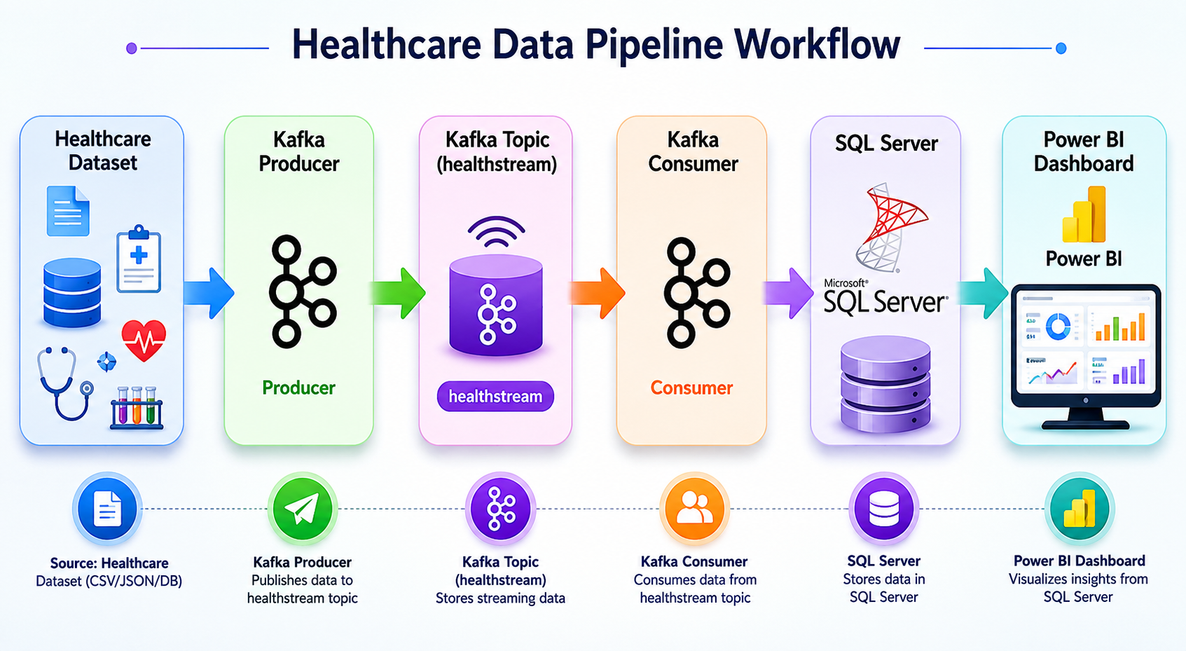 Healthcare Data Pipeline Workflow
Healthcare
Dataset
Kafka
Producer
Producer
Kafka Topic
(healthstream)
healthstream
Kafka
Consumer
Consumer
SQL Server
Microsoft®
SQL Server®
Power BI
Dashboard
Power BI
Source: Healthcare
Dataset (CSV/JSON/DB)
Kafka Producer
Publishes data to
healthstream topic
Kafka Topic
(healthstream)
Stores streaming data
Kafka Consumer
Consumes data from
healthstream topic
SQL Server
Stores data in
SQL Server
Power BI Dashboard
Visualizes insights from
SQL Server